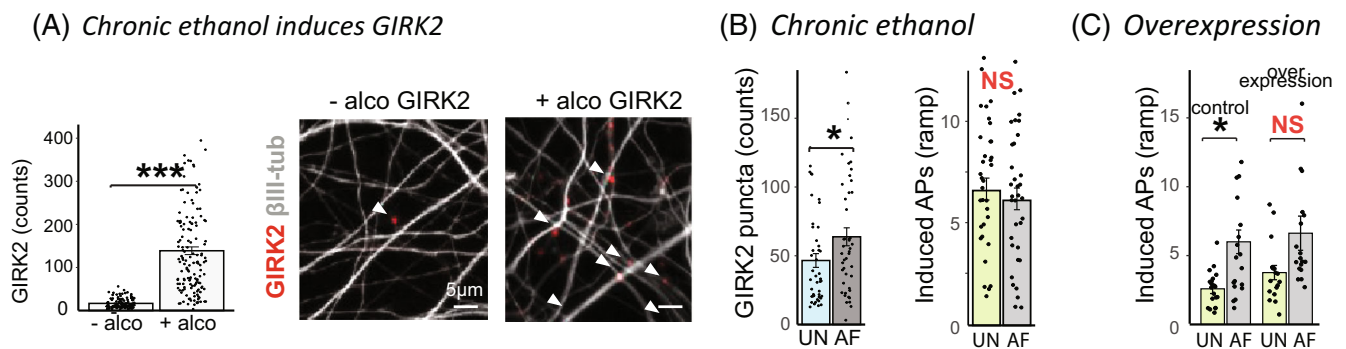 (A) Chronic ethanol induces GIRK2
GIRK2 (counts)
400
300
200
100
0
***
- alco + alco
GIRK2 βIII-tub
- alco GIRK2
5µm
+ alco GIRK2
(B) Chronic ethanol
GIRK2 puncta (counts)
150
100
50
0
*
UN AF
Induced APs (ramp)
10
5
0
NS
UN AF
(C) Overexpression
Induced APs (ramp)
15
10
5
0
control
*
over
expression
NS
UN AF UN AF